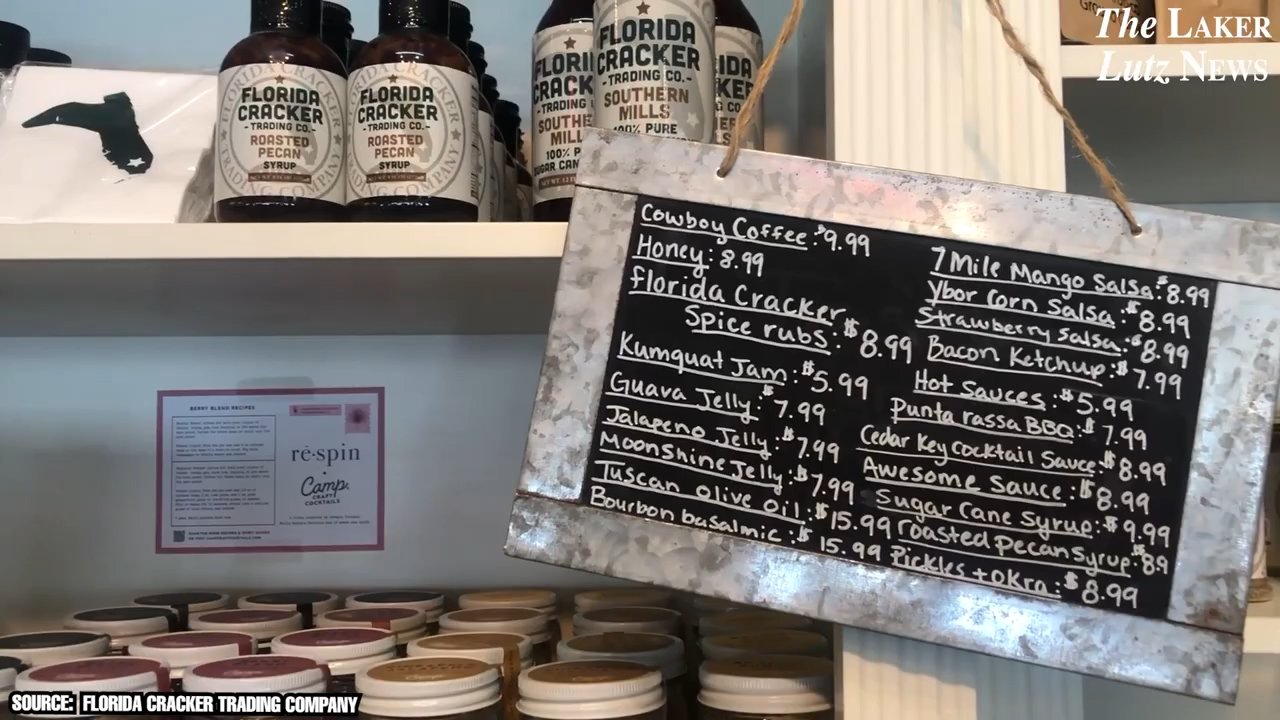 The LAKER
Lutz NEWS
FLORIDA
CRACKER
-TRADING CO.-
ROASTED
PECAN
SYRUP
FLORIDA
CRACKER
-TRADING CO.-
ROASTED
PECAN
SYRUP
FLORIDA
CRACKER
-TRADING CO.-
SOUTHERN
MILLS
100% PURE
Cowboy Coffee: $9.99
Honey: 8.99
Florida Cracker
Spice rubs: $8.99
Kumquat Jam: $5.99
Guava Jelly: $7.99
Jalapeno Jelly: $7.99
Moonshine Jelly: $7.99
Tuscan Olive Oil: $15.99
Bourbon basalmic: $15.99
7 Mile Mango Salsa: $8.99
Ybor Corn Salsa: $8.99
Strawberry Salsa: $8.99
Bacon Ketchup: $7.99
Hot Sauces: $5.99
Punta rassa BBQ: $7.99
Cedar Key Cocktail Sauce: $8.99
Awesome Sauce: $8.99
Sugar Cane Syrup: $9.99
roasted pecan syrup: $8.9
Pickles + Okra: $8.99
BERRY BLEND RECIPES
rē·spin
Camp
CRAFT
COCKTAILS
SOURCE: FLORIDA CRACKER TRADING COMPANY